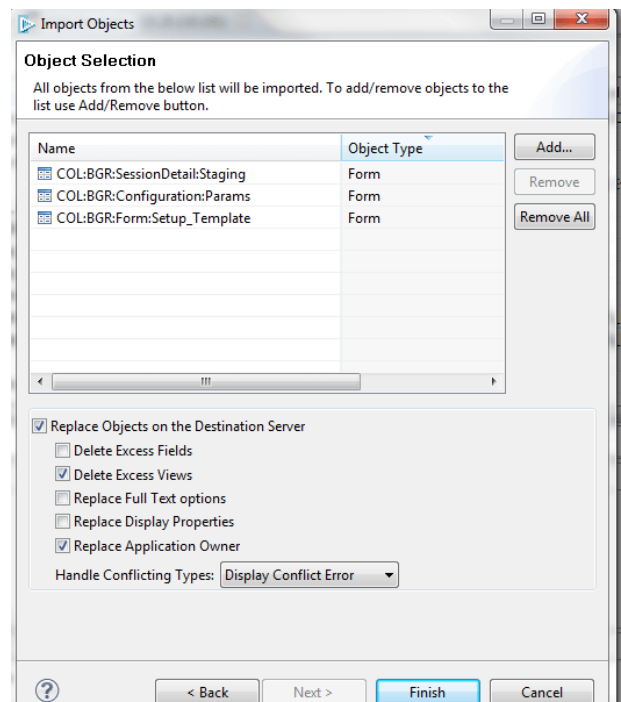 Import Objects
Object Selection
All objects from the below list will be imported. To add/remove objects to the
list use Add/Remove button.
Name Object Type Add...
COL:BGR:SessionDetail:Staging Form Remove
COL:BGR:Configuration:Params Form
COL:BGR:Form:Setup_Template Form Remove All
Replace Objects on the Destination Server
Delete Excess Fields
Delete Excess Views
Replace Full Text options
Replace Display Properties
Replace Application Owner
Handle Conflicting Types: Display Conflict Error
? < Back Next > Finish Cancel